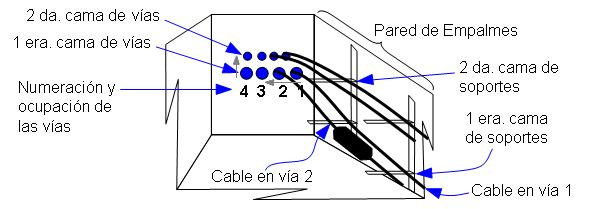 2 da. cama de vías
1 era. cama de vías
Numeración y
ocupación de
las vías
4 3 2 1
Pared de Empalmes
2 da. cama de
soportes
1 era. cama
de soportes
Cable en vía 2
Cable en vía 1